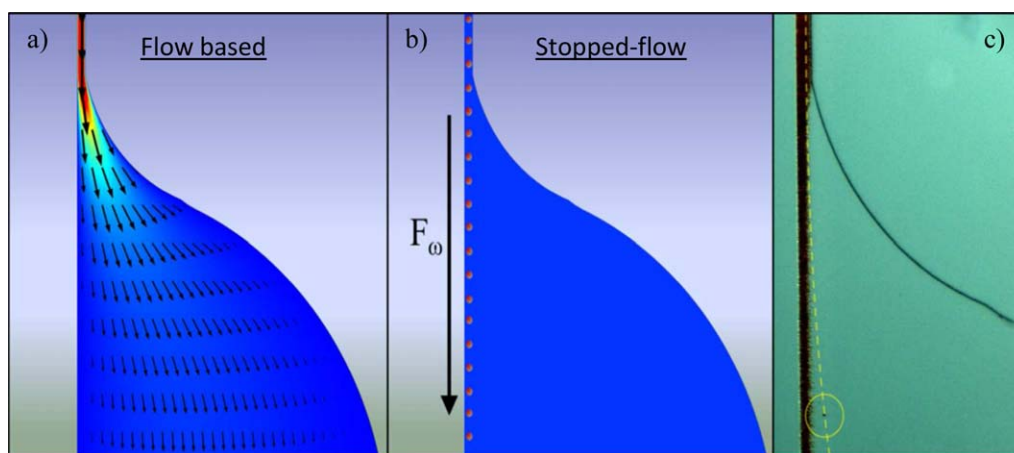 a)
Flow based
b)
Stopped-flow
c)
Fω